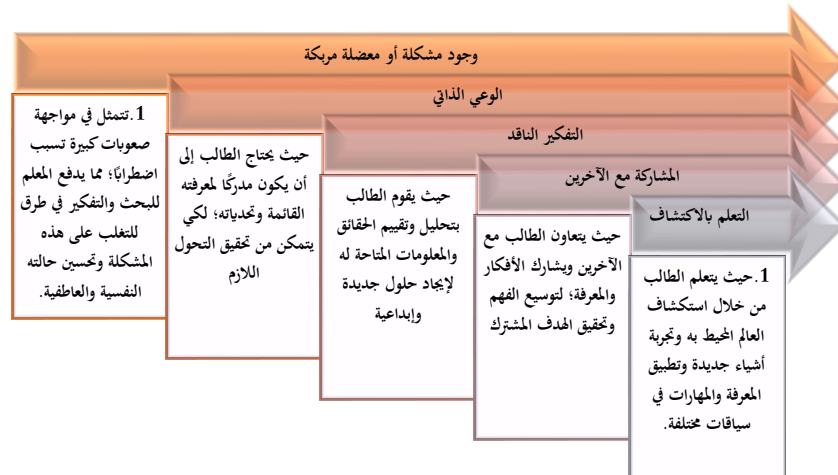 وجود مشكلة أو معضلة مربكة
1.تتمثل في مواجهة
صعوبات كبيرة تسبب
اضطرابًا؛ مما يدفع المعلم
للبحث والتفكير في طرق
للتغلب على هذه
المشكلة وتحسين حالته
النفسية والعاطفية.
الوعي الذاتي
حيث يحتاج الطالب إلى
أن يكون مدركًا لمعرفته
القائمة وتحدياته؛ لكي
يتمكن من تحقيق التحول
اللازم
التفكير الناقد
حيث يقوم الطالب
بتحليل وتقييم الحقائق
والمعلومات المتاحة له
لإيجاد حلول جديدة
وإبداعية
المشاركة مع الآخرين
حيث يتعاون الطالب مع
الآخرين ويشارك الأفكار
والمعرفة؛ لتوسيع الفهم
وتحقيق الهدف المشترك
التعلم بالاكتشاف
1.حيث يتعلم الطالب
من خلال استكشاف
العالم المحيط به وتجربة
أشياء جديدة وتطبيق
المعرفة والمهارات في
سياقات مختلفة.